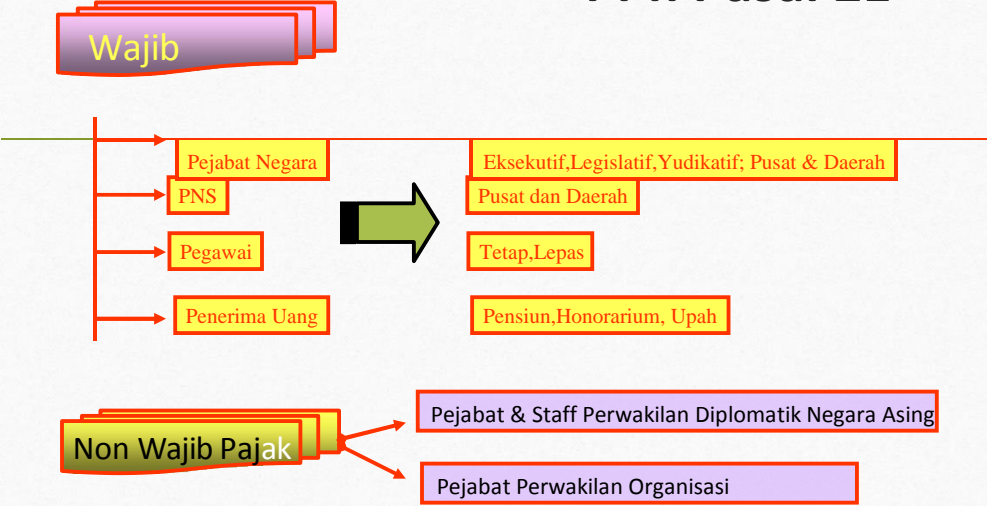 Wajib
Pejabat Negara
Eksekutif,Legislatif,Yudikatif; Pusat & Daerah
PNS
Pusat dan Daerah
Pegawai
Tetap,Lepas
Penerima Uang
Pensiun,Honorarium, Upah
Pejabat & Staff Perwakilan Diplomatik Negara Asing
Non Wajib Pajak
Pejabat Perwakilan Organisasi